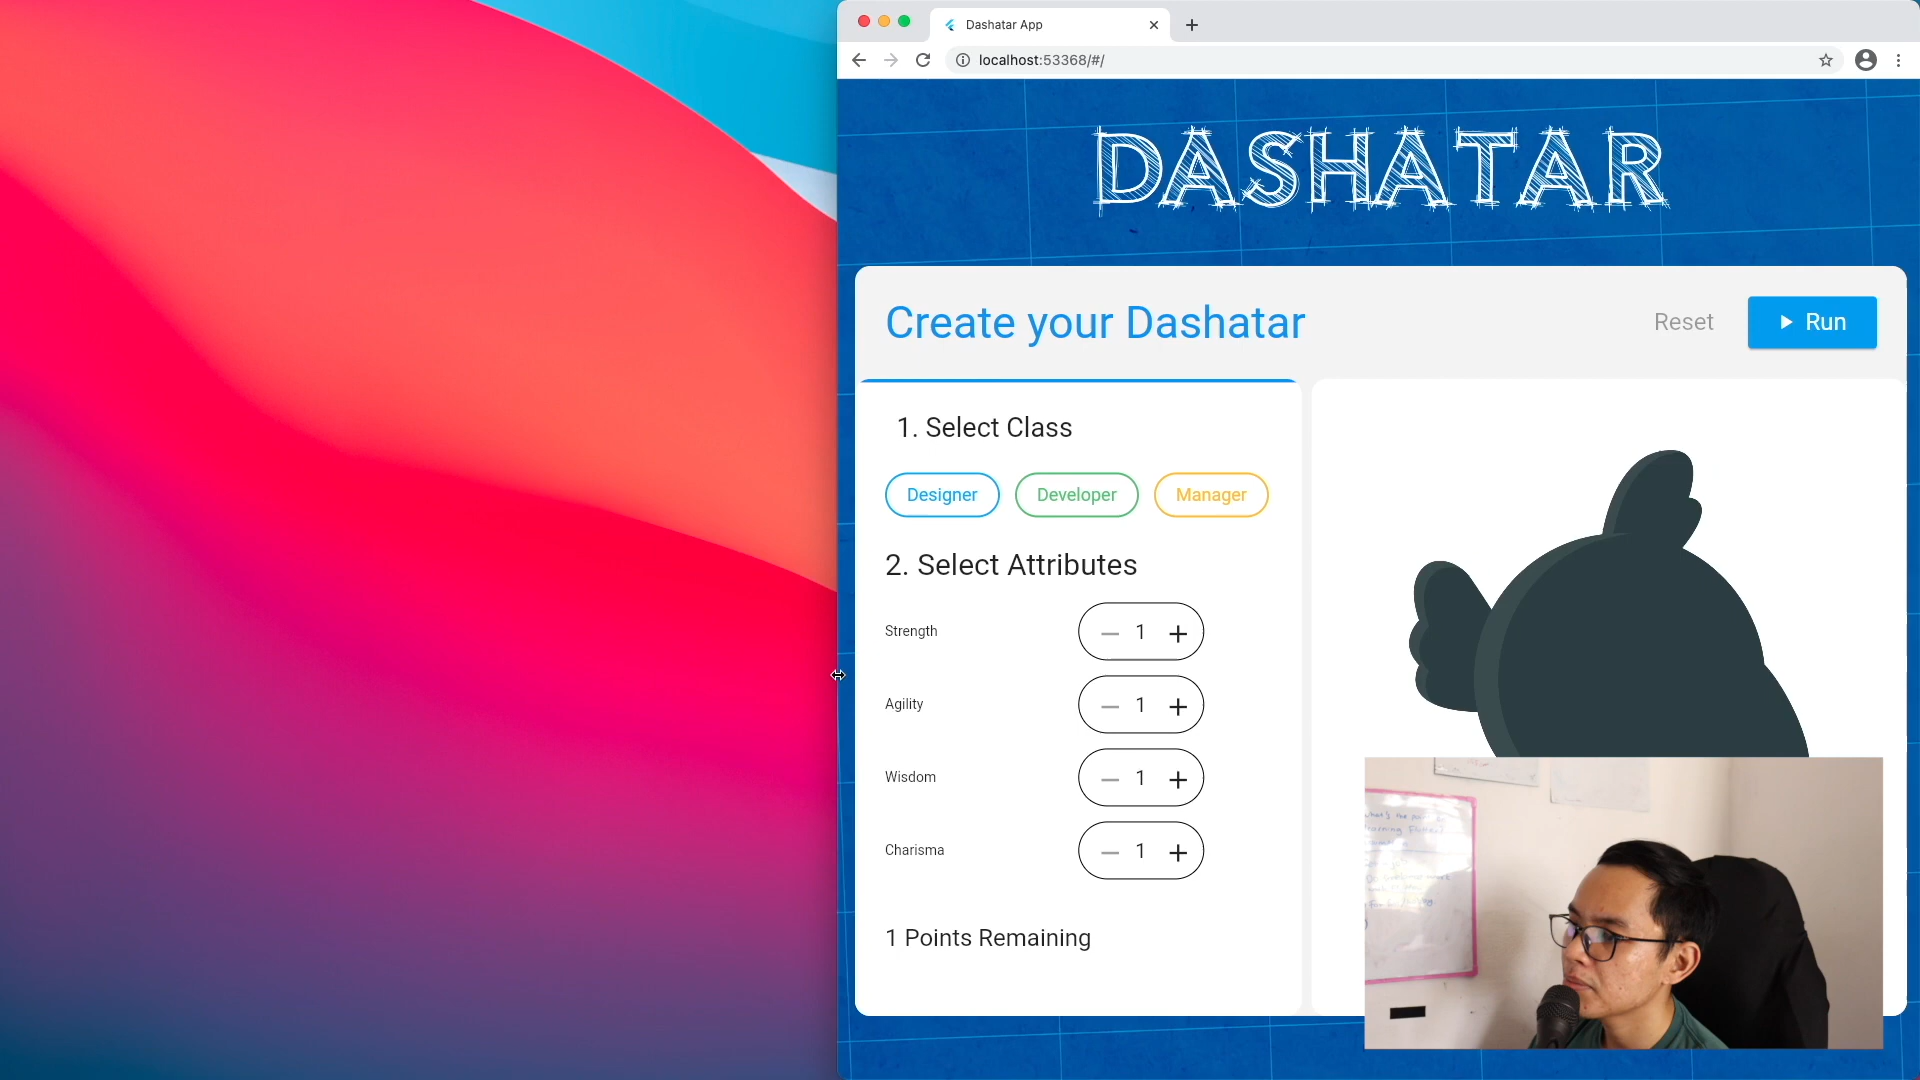 Dashatar App
localhost:53368/#/
DASHATAR
Create your Dashatar
Reset
Run
1. Select Class
Designer
Developer
Manager
2. Select Attributes
Strength
1
Agility
1
Wisdom
1
Charisma
1
1 Points Remaining